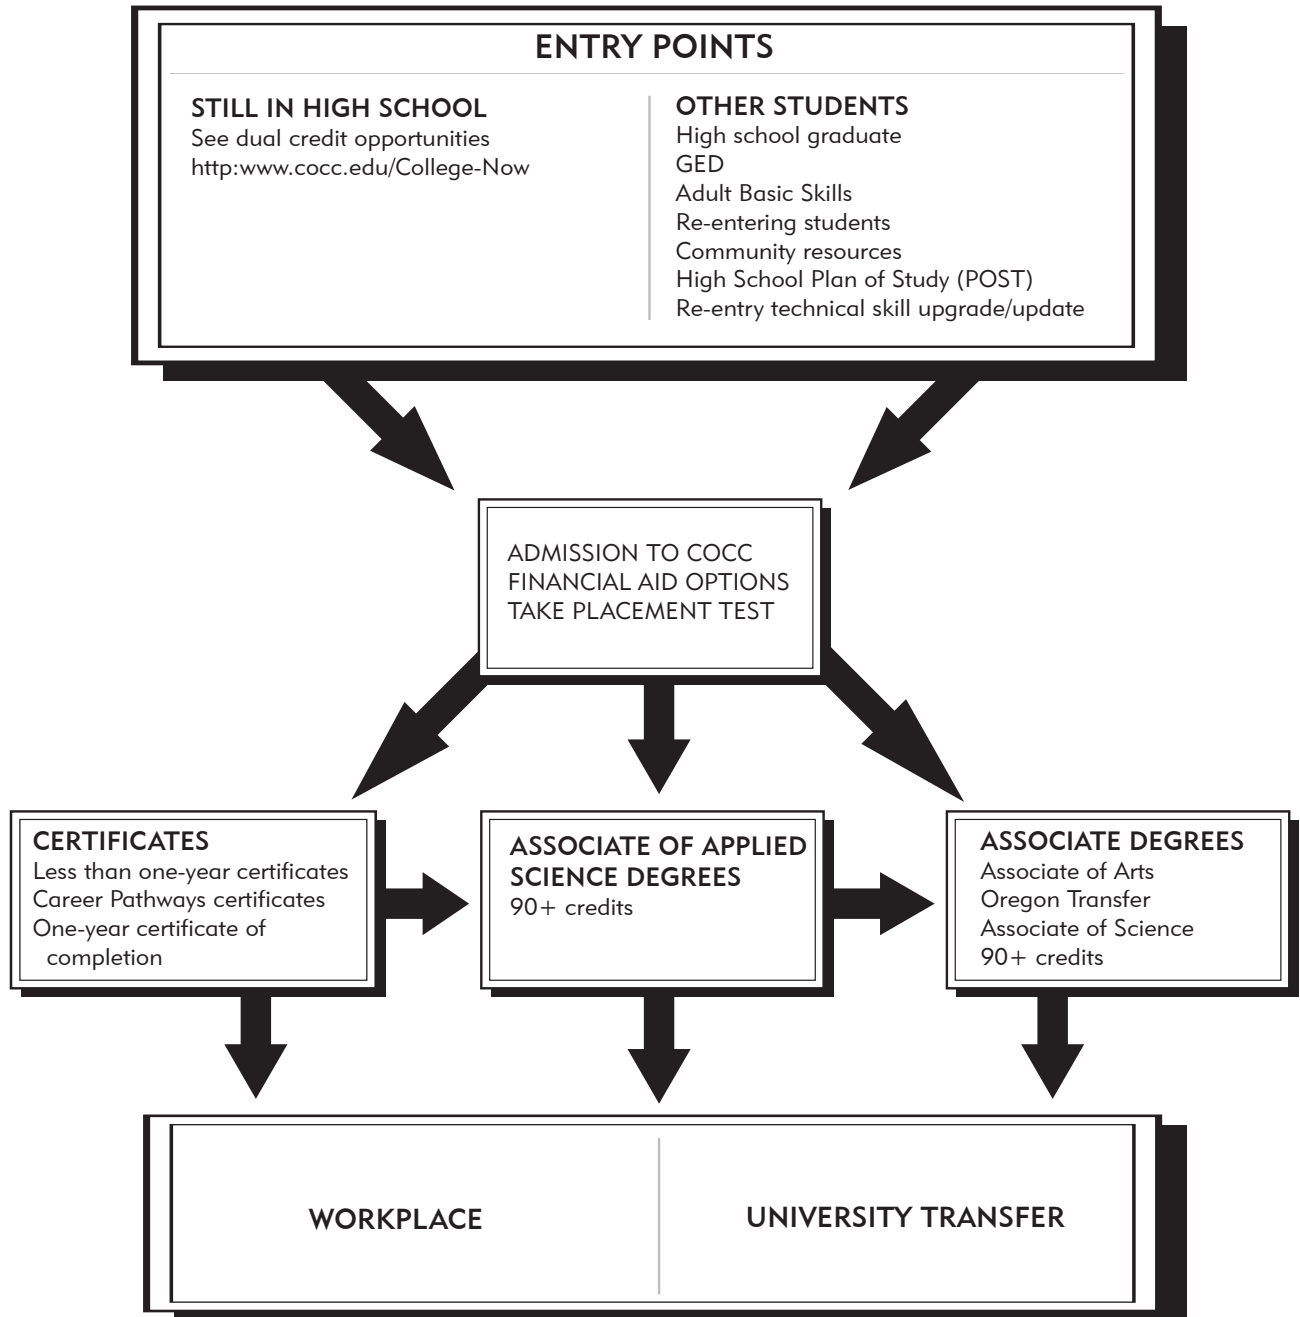 ENTRY POINTS
STILL IN HIGH SCHOOL
See dual credit opportunities
http:www.cocc.edu/College-Now
OTHER STUDENTS
High school graduate
GED
Adult Basic Skills
Re-entering students
Community resources
High School Plan of Study (POST)
Re-entry technical skill upgrade/update
ADMISSION TO COCC
FINANCIAL AID OPTIONS
TAKE PLACEMENT TEST
CERTIFICATES
Less than one-year certificates
Career Pathways certificates
One-year certificate of
completion
ASSOCIATE OF APPLIED
SCIENCE DEGREES
90+ credits
ASSOCIATE DEGREES
Associate of Arts
Oregon Transfer
Associate of Science
90+ credits
WORKPLACE
UNIVERSITY TRANSFER